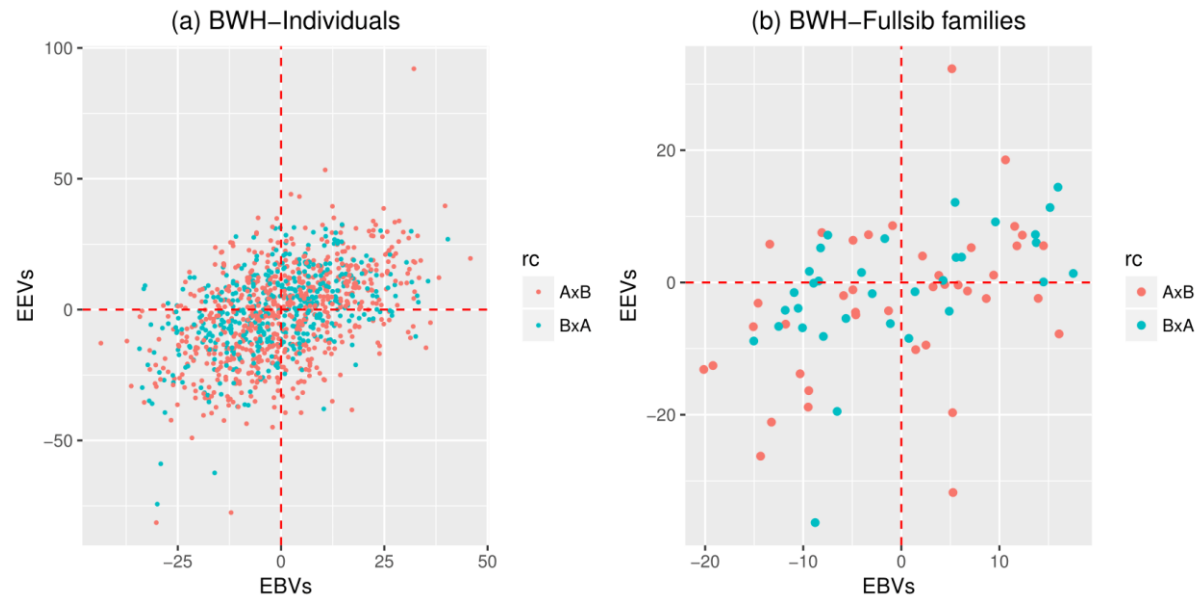 (a) BWH−Individuals
100
50
0
−50
EEVs
−25
0
25
50
EBVs
rc
AxB
BxA
(b) BWH−Fullsib families
20
0
−20
EEVs
−20
−10
0
10
EBVs
rc
AxB
BxA